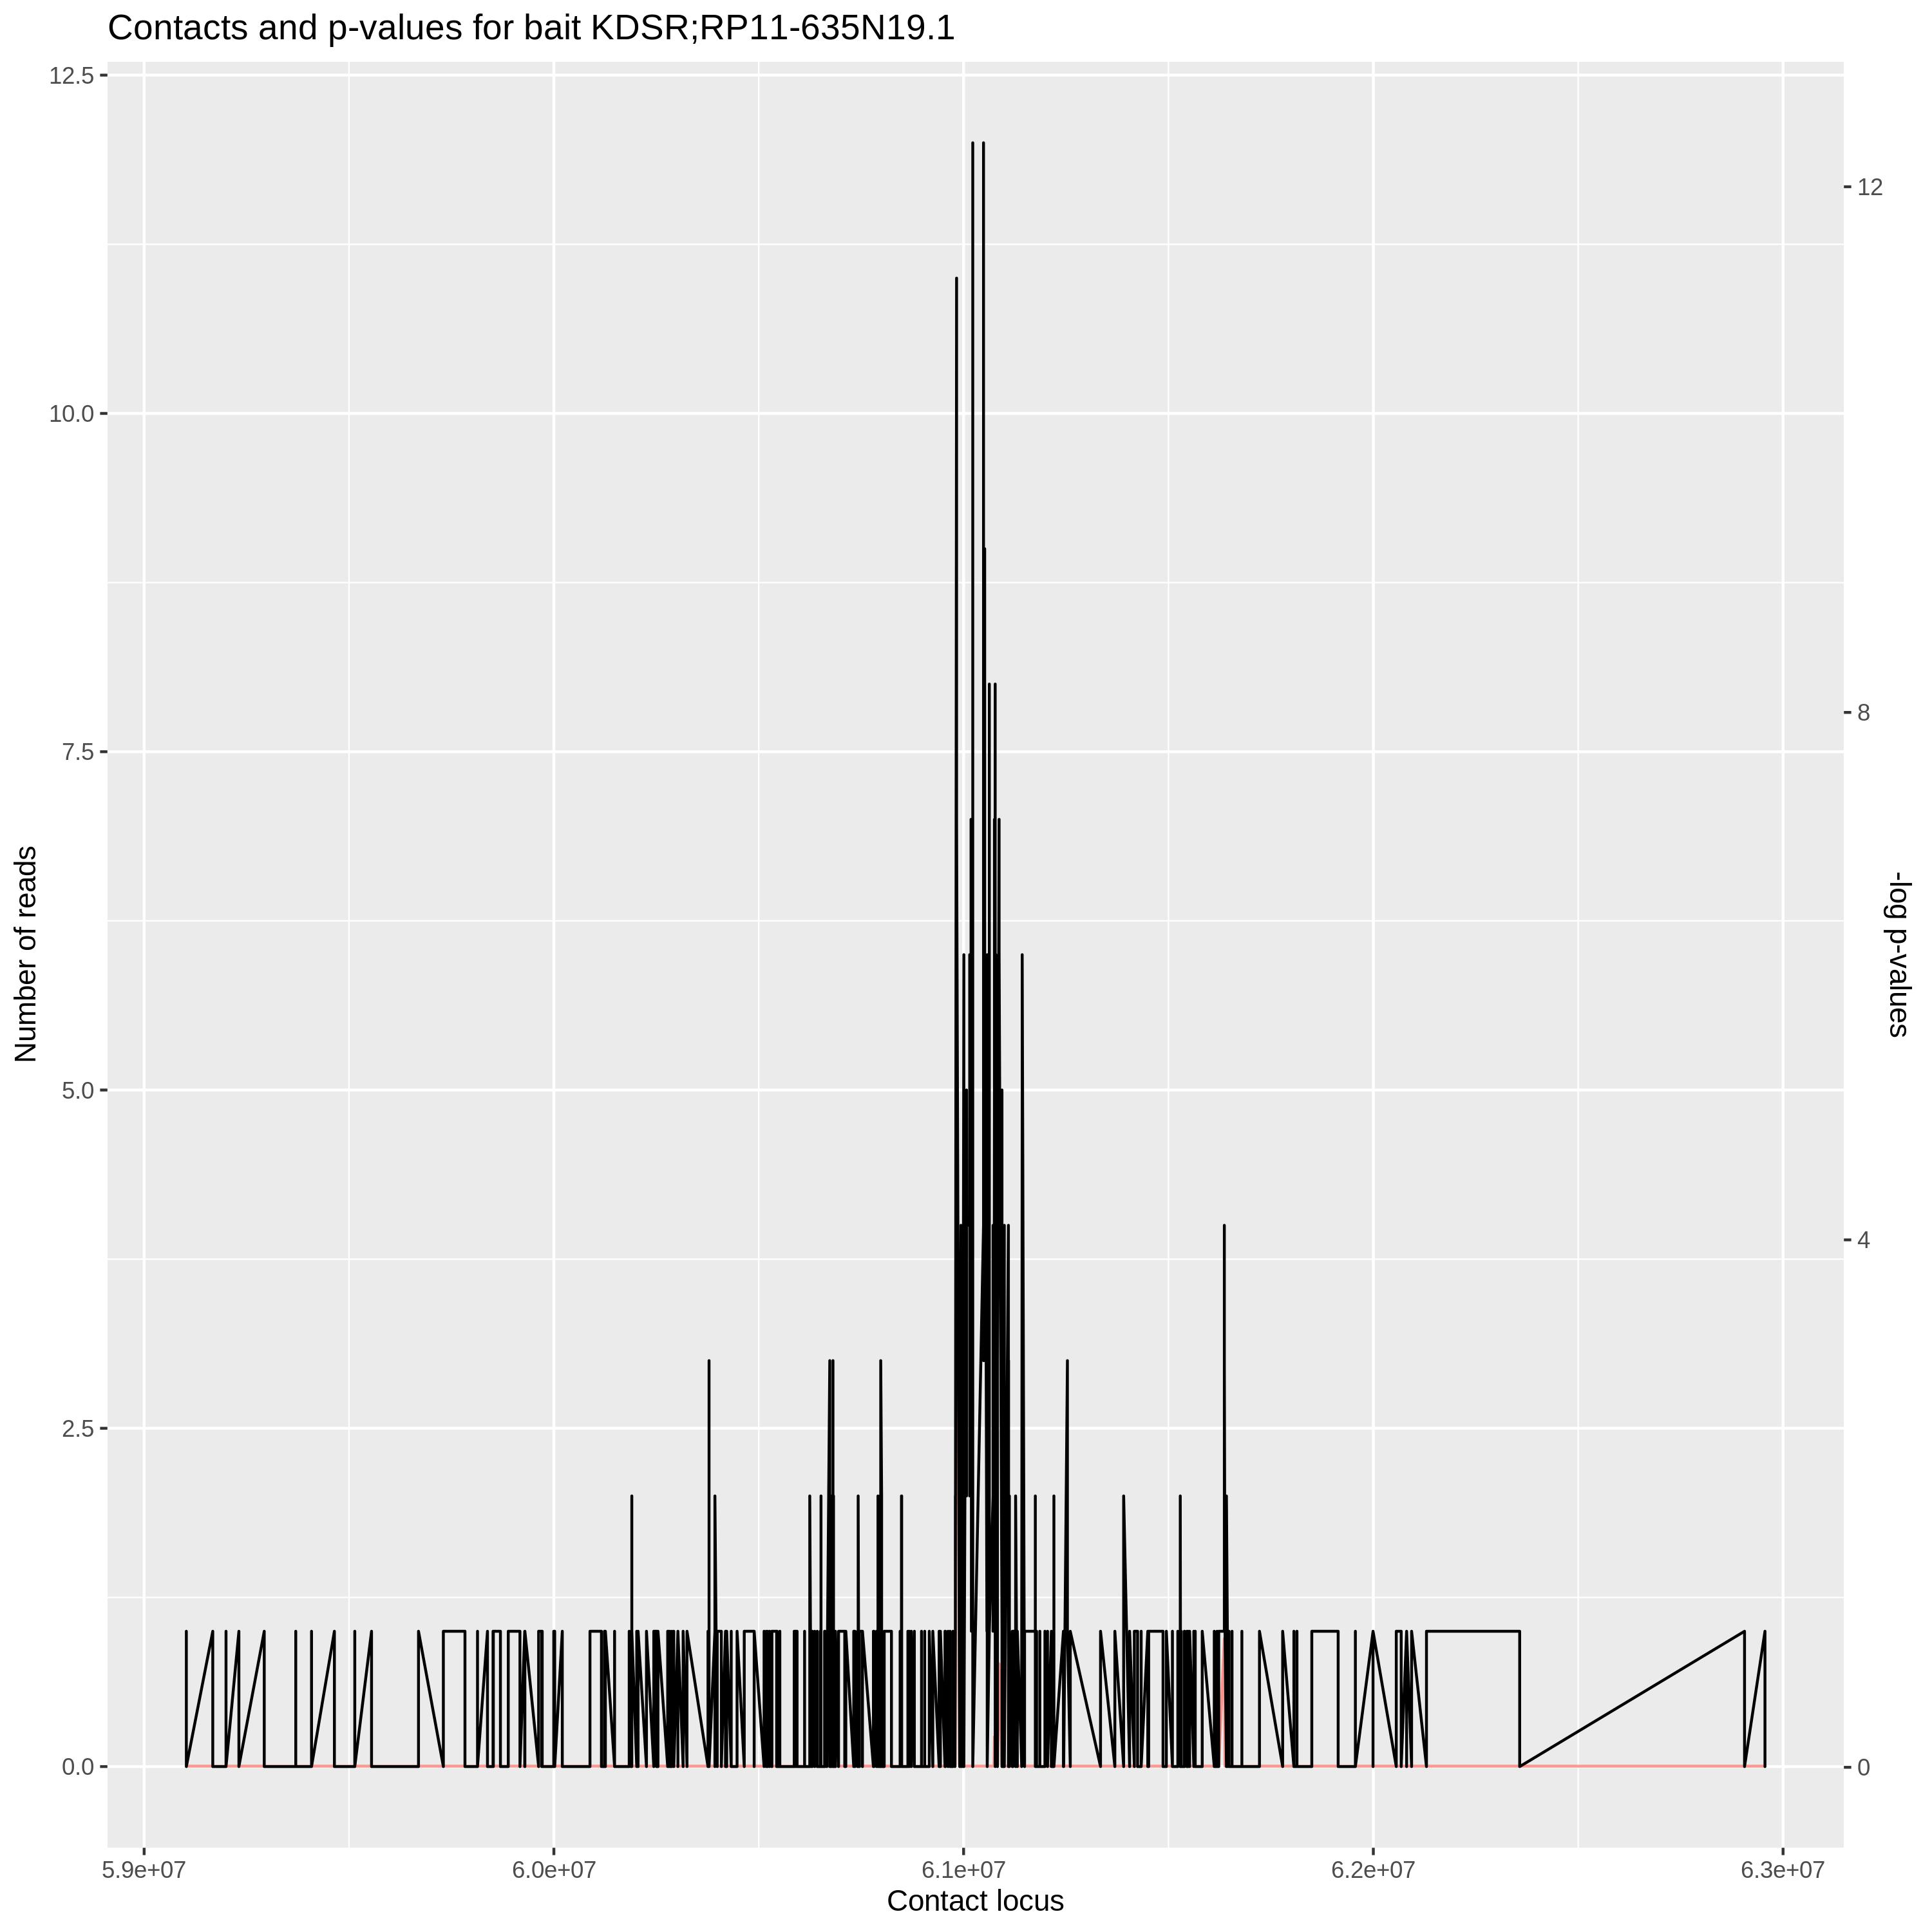 Contacts and p-values for bait KDSR;RP11-635N19.1
12.5
10.0
7.5
5.0
2.5
0.0
Number of reads
12
8
4
0
-log p-values
5.9e+07
6.0e+07
6.1e+07
6.2e+07
6.3e+07
Contact locus